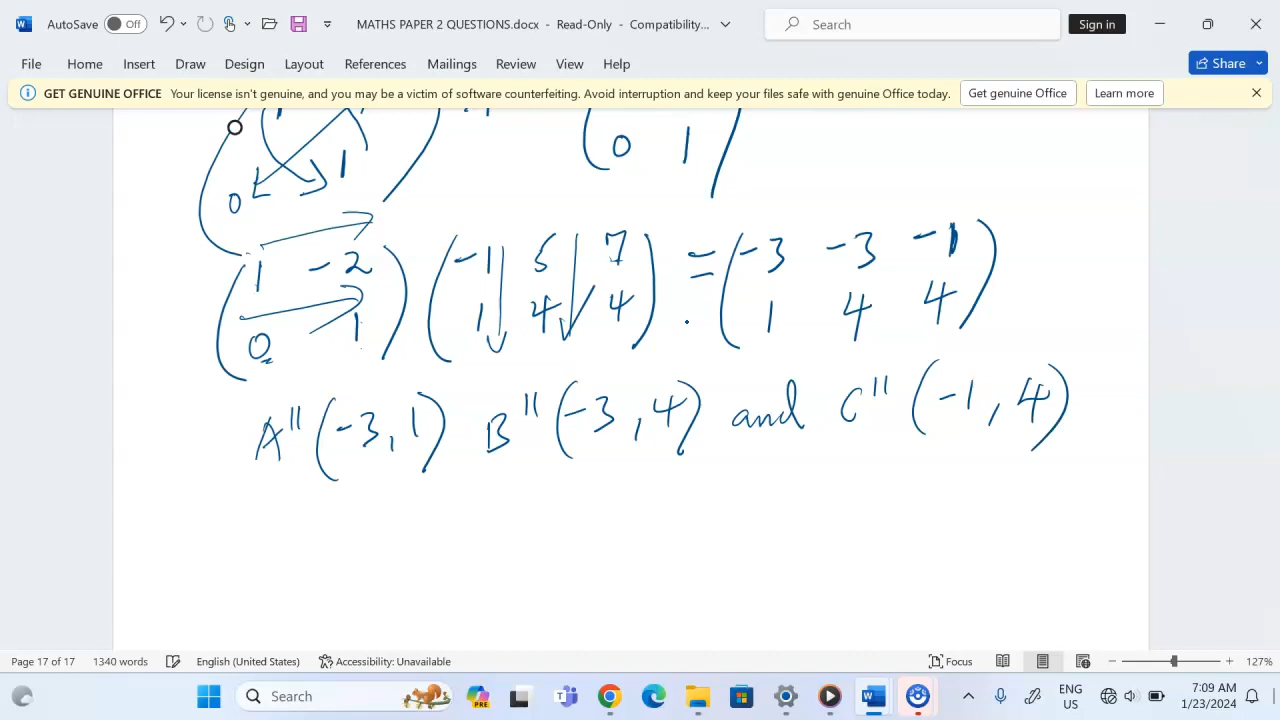 AutoSave Off MATHS PAPER 2 QUESTIONS.docx - Read-Only - Compatibility... Search Sign in
File Home Insert Draw Design Layout References Mailings Review View Help Share
GET GENUINE OFFICE Your license isn't genuine, and you may be a victim of software counterfeiting. Avoid interruption and keep your files safe with genuine Office today. Get genuine Office Learn more
0 1 0 1
(1 -2) (-1 5 7) = (-3 -3 -1)
(0 1) (1 4 4) (1 4 4)
A" (-3, 1) B" (-3, 4) and C" (-1, 4)
Page 17 of 17 1340 words English (United States) Accessibility: Unavailable Focus 127%
Search PRE ENG US 7:09 AM 1/23/2024